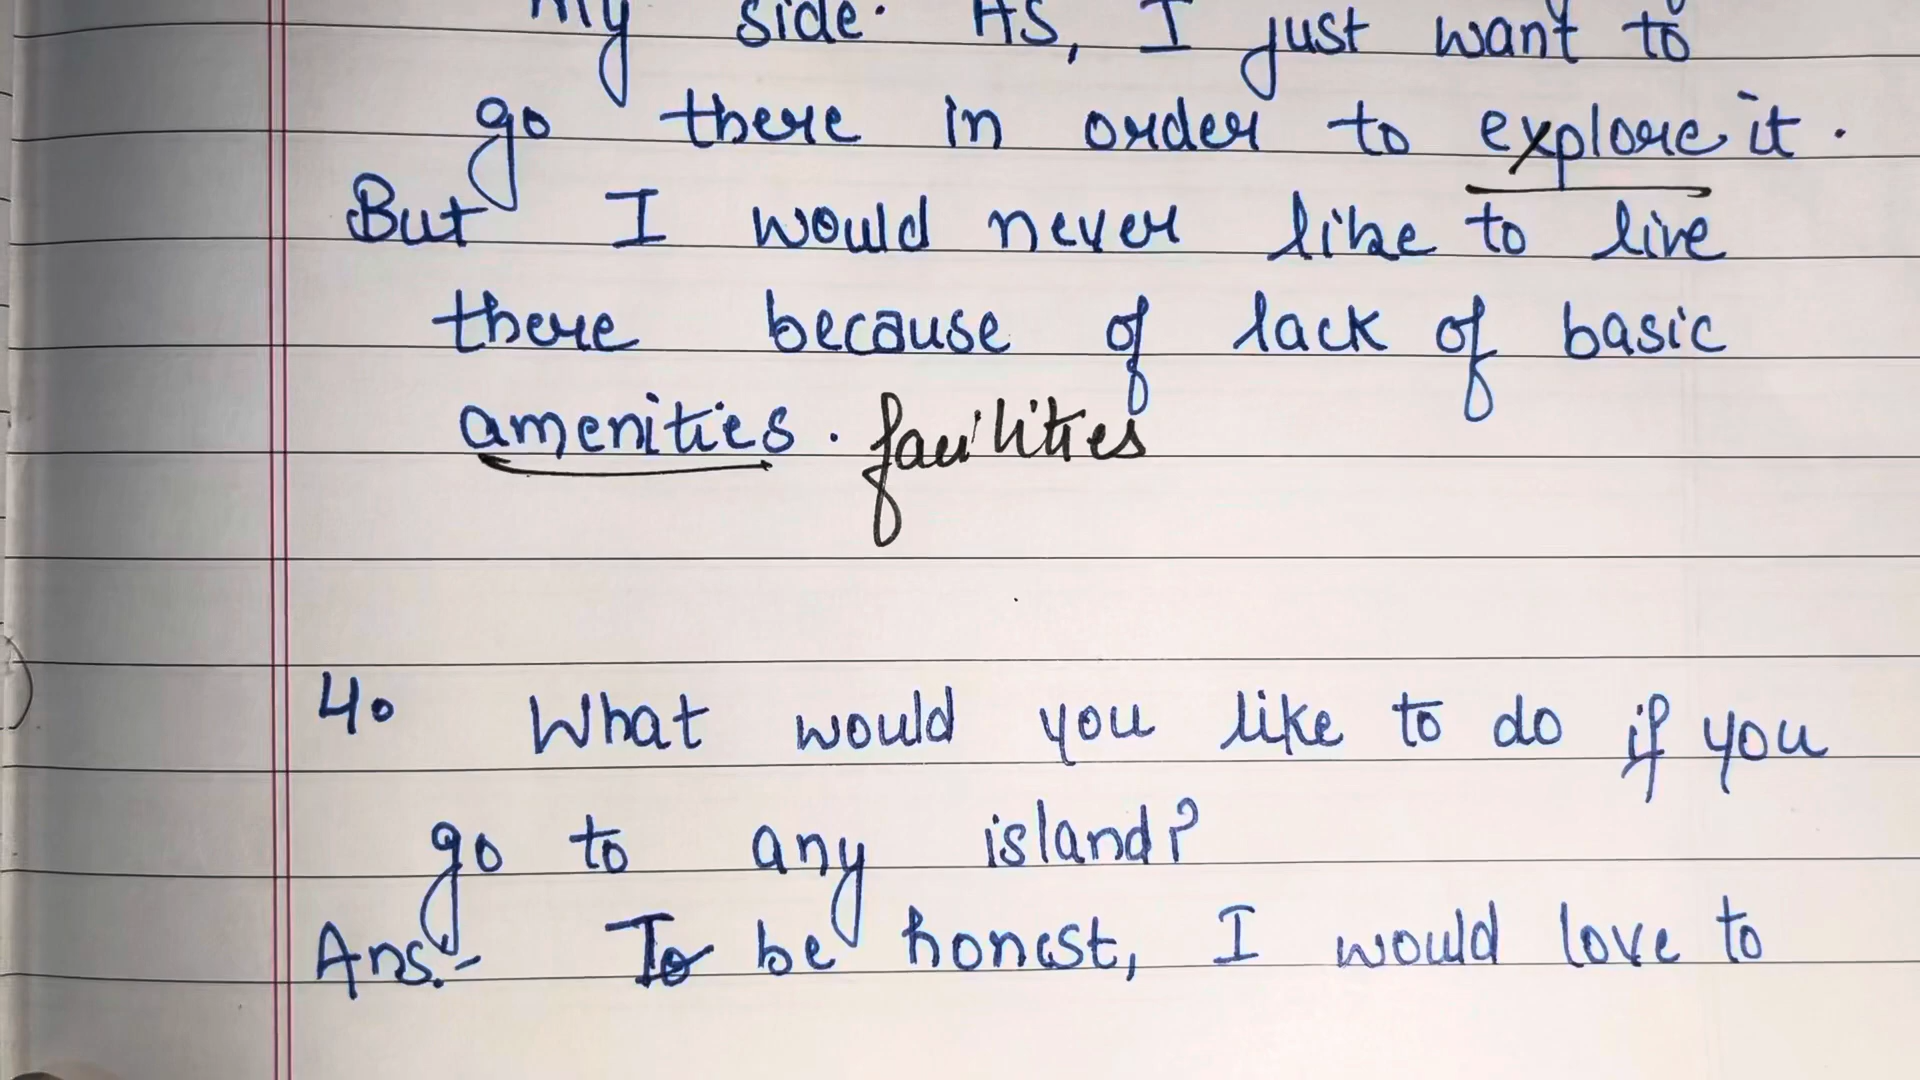 my side. As, I just want to
go there in order to explore it.
But I would never like to live
there because of lack of basic
amenities. facilities
4. What would you like to do if you
go to any island?
Ans.- To be honest, I would love to